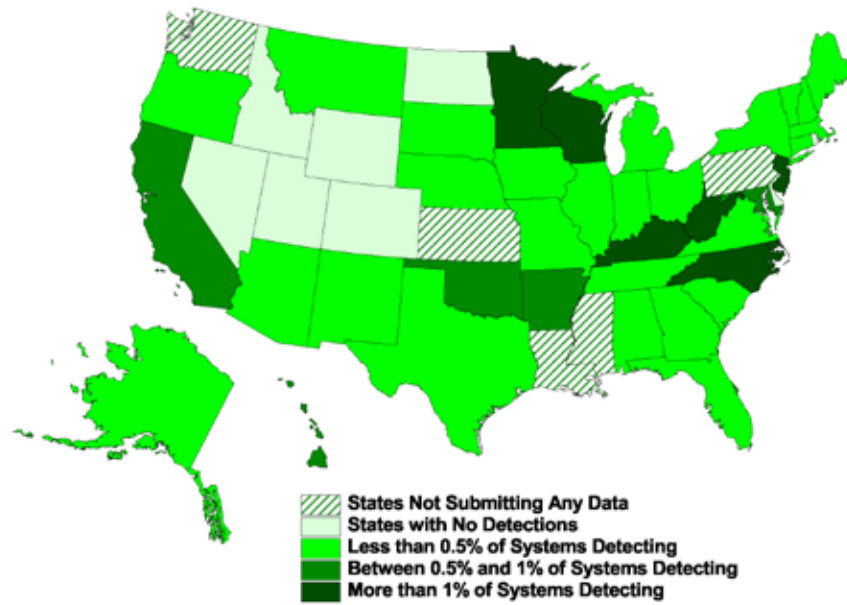 States Not Submitting Any Data
States with No Detections
Less than 0.5% of Systems Detecting
Between 0.5% and 1% of Systems Detecting
More than 1% of Systems Detecting